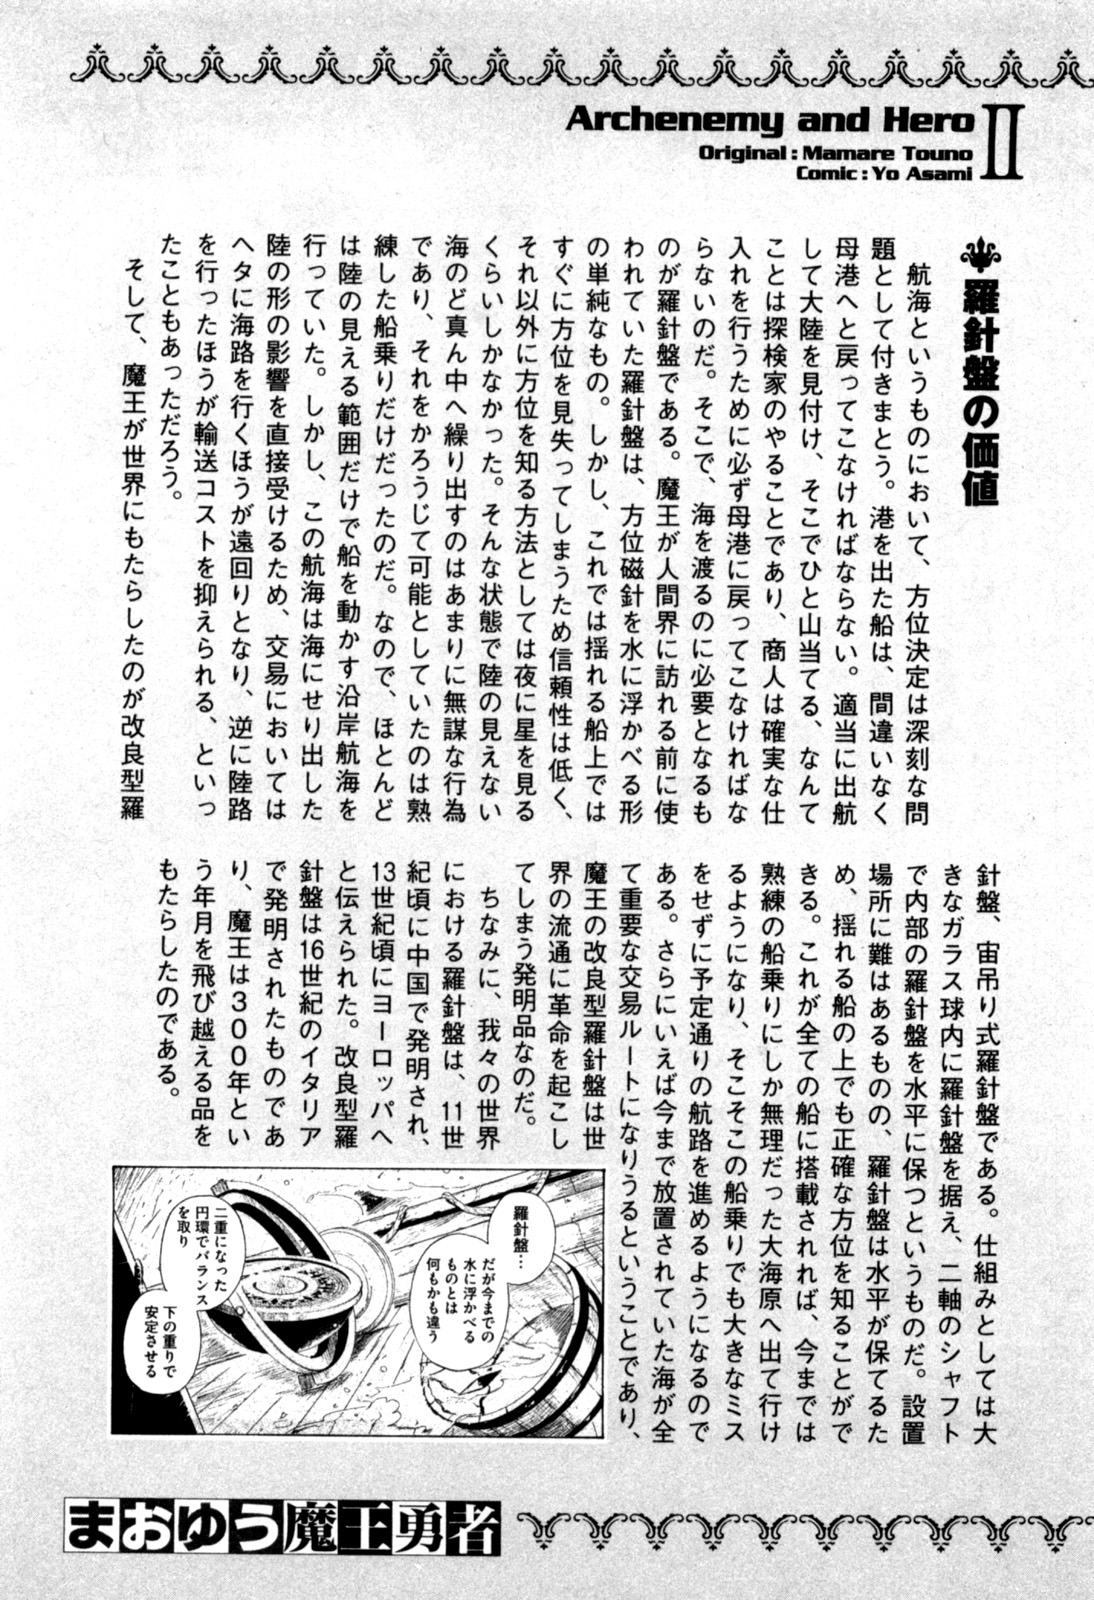 Archenemy and Hero II
Original : Mamare Touno
Comic : Yo Asami
羅針盤の価値
航海というものにおいて、方位決定は深刻な問
題として付きまとう。港を出た船は、間違いなく
母港へと戻ってこなければならない。適当に出航
して大陸を見付け、そこでひと山当てる、なんて
ことは探検家のやることであり、商人は確実な仕
入れを行うために必ず母港に戻ってこなければな
らないのだ。そこで、海を渡るのに必要となるも
のが羅針盤である。魔王が人間界に訪れる前に使
われていた羅針盤は、方位磁針を水に浮かべる形
の単純なもの。しかし、これでは揺れる船上では
すぐに方位を見失ってしまうため信頼性は低く、
それ以外に方位を知る方法としては夜に星を見る
くらいしかなかった。そんな状態で陸の見えない
海のど真ん中へ繰り出すのはあまりに無謀な行為
であり、それをかろうじて可能としていたのは熟
練した船乗りだけだったのだ。なので、ほとんど
は陸の見える範囲だけで船を動かす沿岸航海を
行っていた。しかし、この航海は海にせり出した
陸の形の影響を直接受けるため、交易においては
ヘタに海路を行くほうが遠回りとなり、逆に陸路
を行ったほうが輸送コストを抑えられる、といっ
たこともあっただろう。
そして、魔王が世界にもたらしたのが改良型羅
針盤、宙吊り式羅針盤である。仕組みとしては大
きなガラス球内に羅針盤を据え、二軸のシャフト
で内部の羅針盤を水平に保つというものだ。設置
場所に難はあるものの、羅針盤は水平が保てるた
め、揺れる船の上でも正確な方位を知ることがで
きる。これが全ての船に搭載されれば、今までは
熟練の船乗りにしか無理だった大海原へ出て行け
るようになり、そこそこの船乗りでも大きなミス
をせずに予定通りの航路を進めるようになるので
ある。さらにいえば今まで放置されていた海が全
て重要な交易ルートになりうるということであり、
魔王の改良型羅針盤は世
界の流通に革命を起こし
てしまう発明品なのだ。
ちなみに、我々の世界
における羅針盤は、11世
紀頃に中国で発明され、
13世紀頃にヨーロッパへ
と伝えられた。改良型羅
針盤は16世紀のイタリア
で発明されたものであ
り、魔王は300年とい
う年月を飛び越える品を
もたらしたのである。
羅針盤…
だが今までの
水に浮かべる
ものとは
何もかも違う
二重になった
円環でバランス
を取り
下の重りで
安定させる
まおゆう魔王勇者